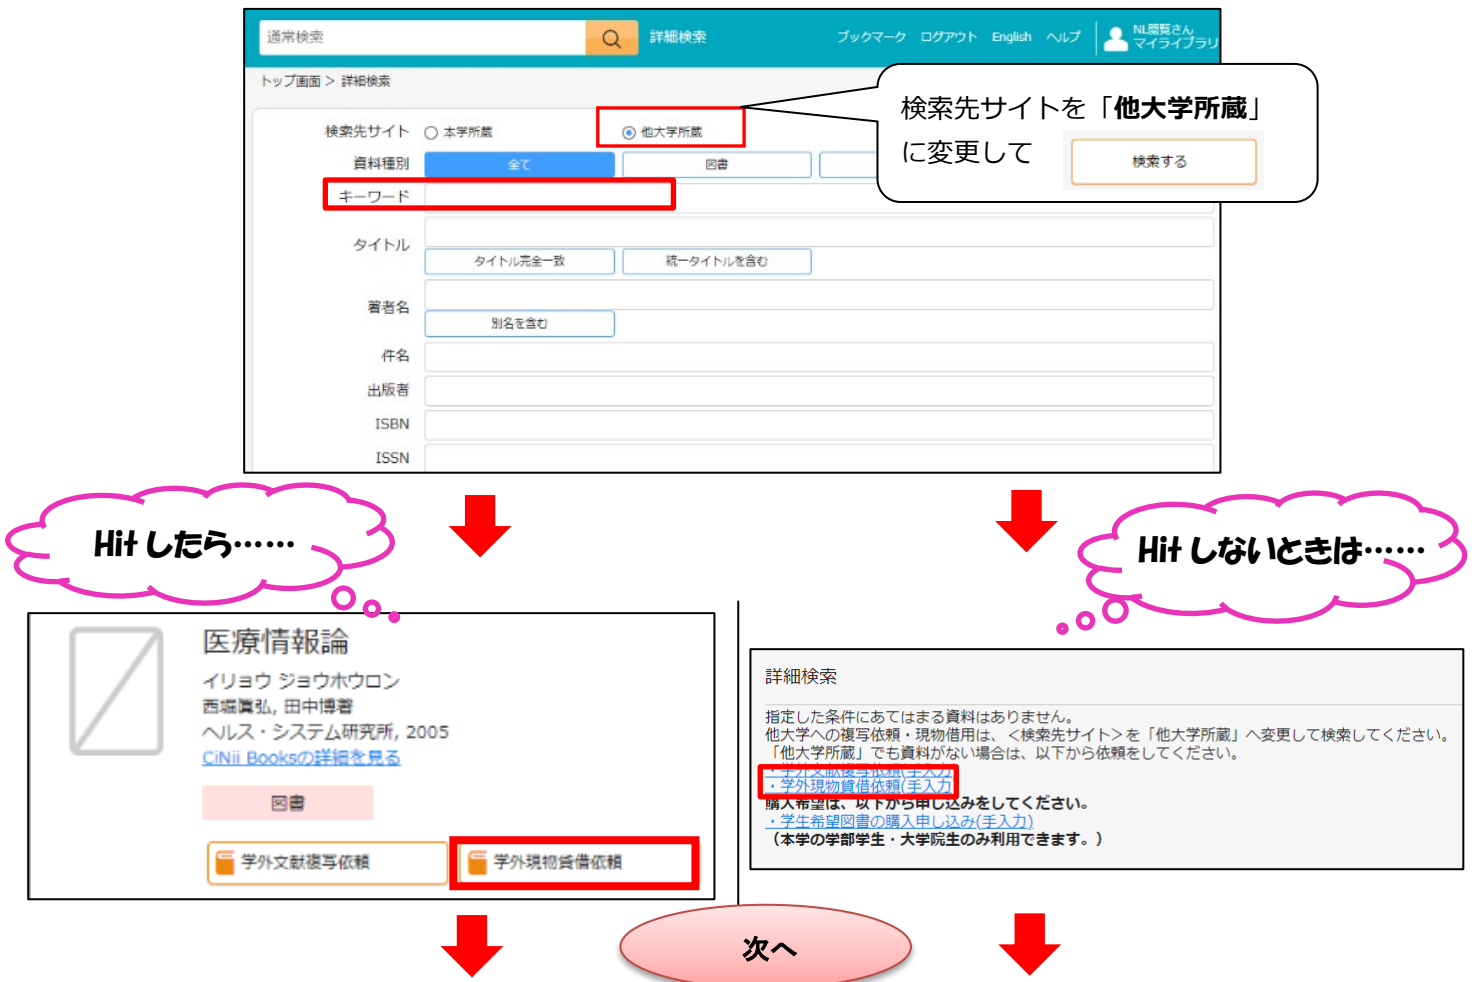 通常検索
詳細検索
ブックマーク ログアウト English ヘルプ
NL閲覧さん
マイライブラリ
トップ画面 > 詳細検索
検索先サイトを「他大学所蔵」
に変更して
検索する
検索先サイト 本学所蔵 他大学所蔵
資料種別 全て 図書
キーワード
タイトル
タイトル完全一致 統一タイトルを含む
著者名
別名を含む
件名
出版者
ISBN
ISSN
Hitしたら……
Hitしないときは……
医療情報論
イリョウ ジョウホウロン
西堀眞弘, 田中博著
ヘルス・システム研究所, 2005
CiNii Booksの詳細を見る
図書
学外文献複写依頼
学外現物貸借依頼
詳細検索
指定した条件にあてはまる資料はありません。
他大学への複写依頼・現物借用は、<検索先サイト>を「他大学所蔵」へ変更して検索してください。
「他大学所蔵」でも資料がない場合は、以下から依頼をしてください。
・学外文献複写依頼(手入力)
・学外現物貸借依頼(手入力)
購入希望は、以下から申し込みをしてください。
・学生希望図書の購入申し込み(手入力)
(本学の学部学生・大学院生のみ利用できます。)
次へ